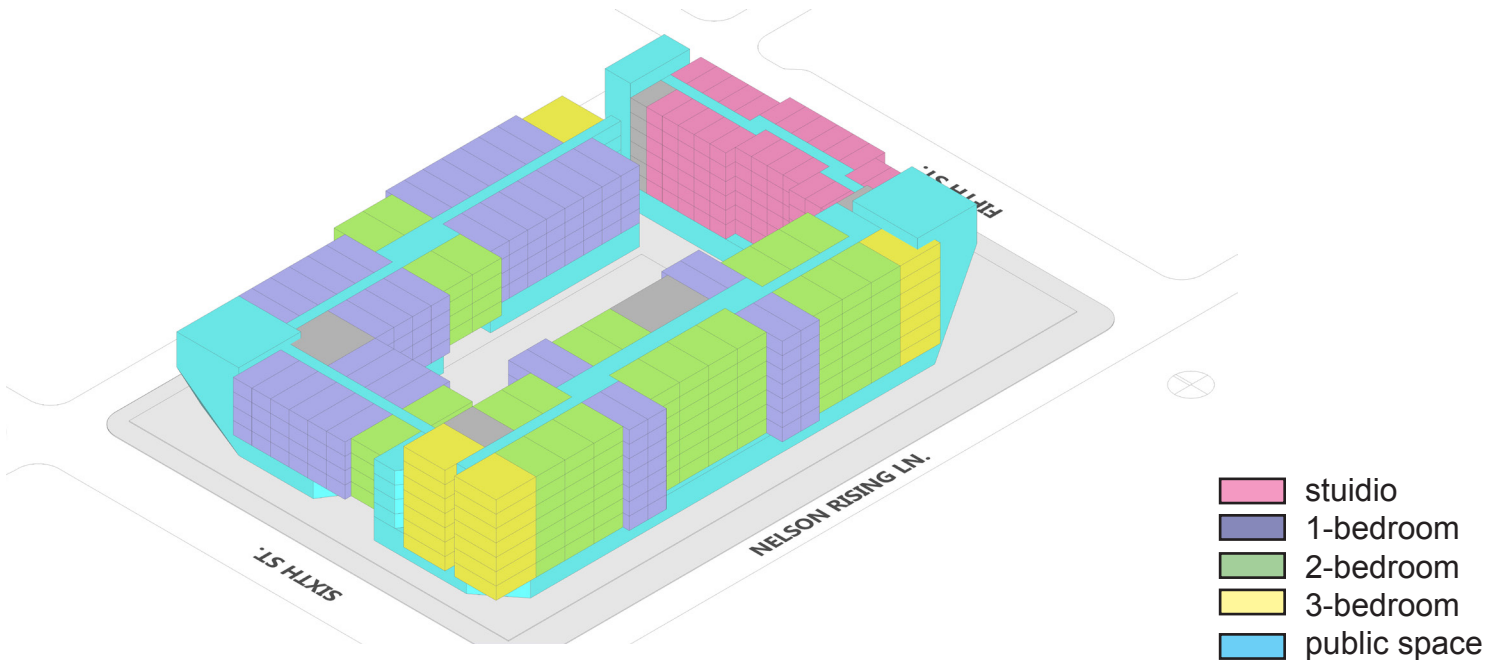 FIFTH ST.
NELSON RISING LN.
SIXTH ST.
stuidio
1-bedroom
2-bedroom
3-bedroom
public space